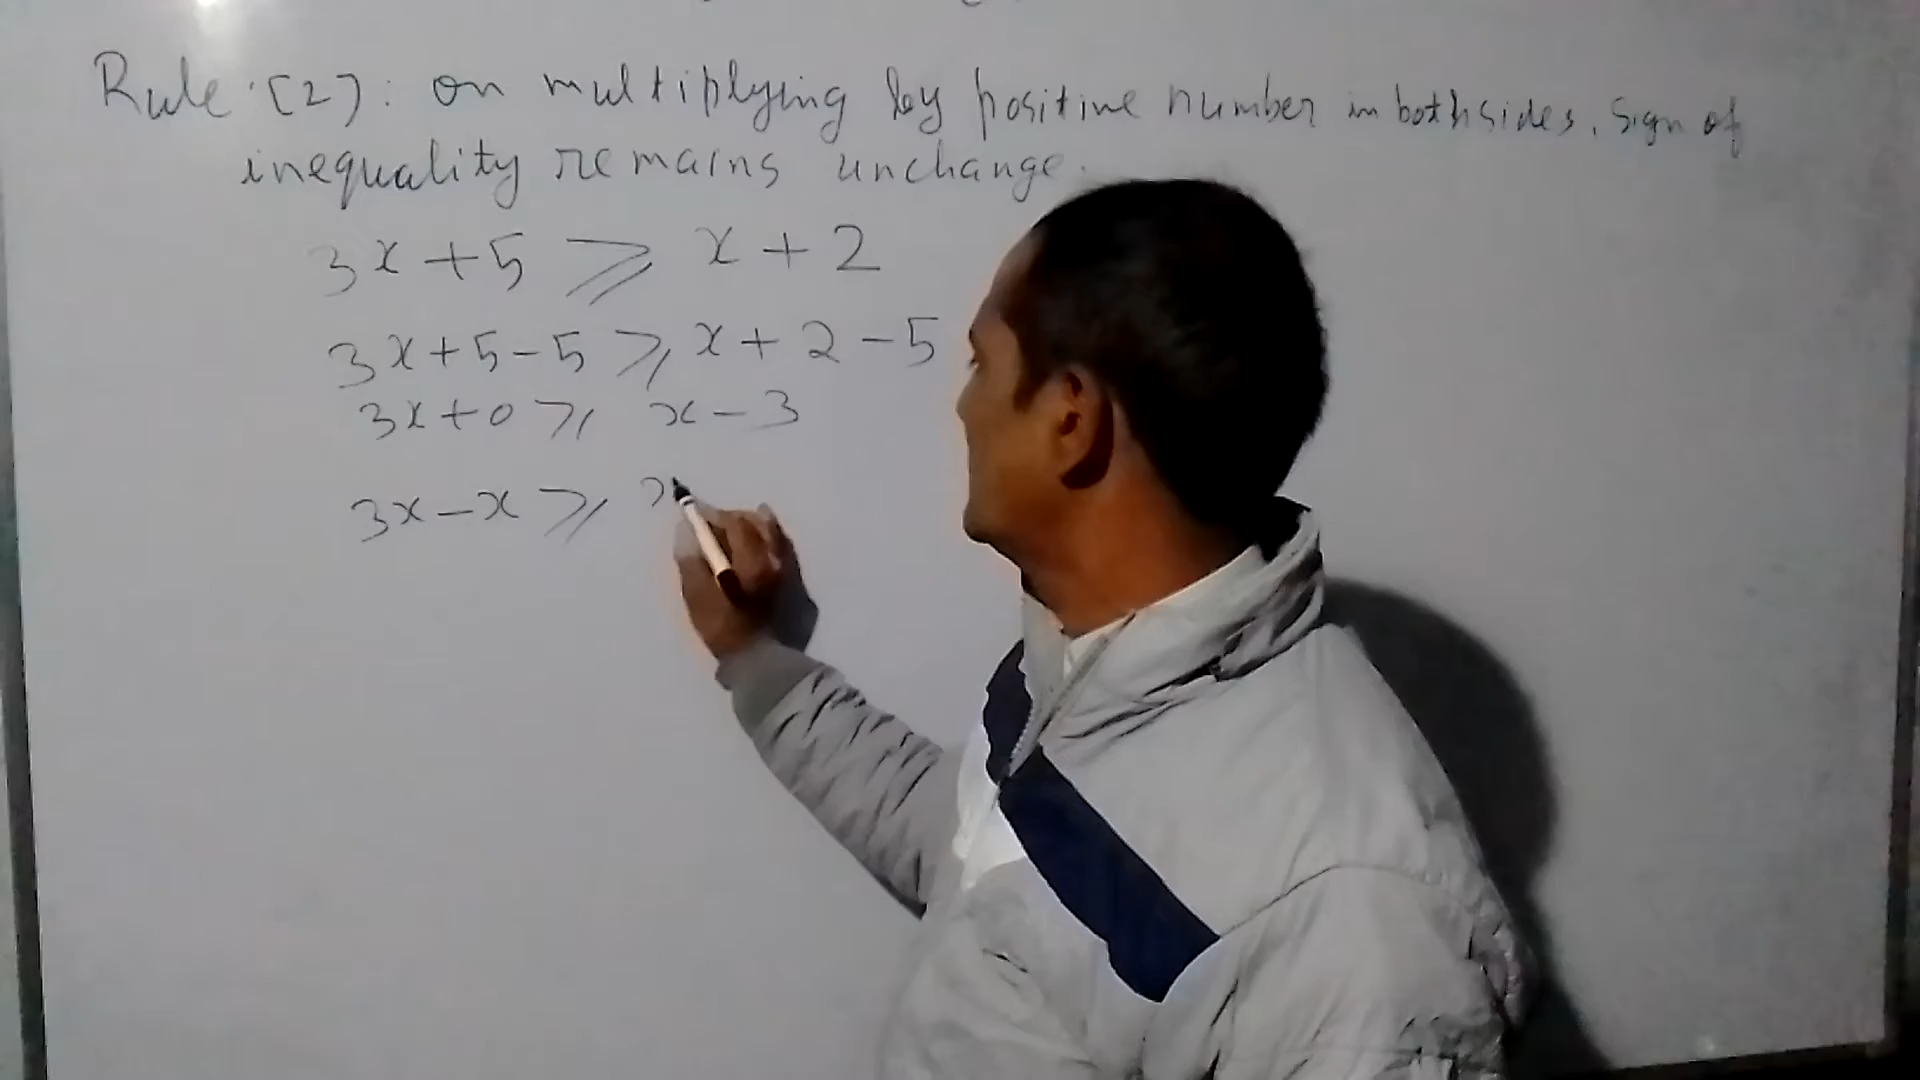 Rule (2): on multiplying by positive number in both sides, Sign of
inequality remains unchange.
3x+5 ⩾ x+2
3x+5-5 ⩾ x+2-5
3x+0 ⩾ x-3
3x-x ⩾ x